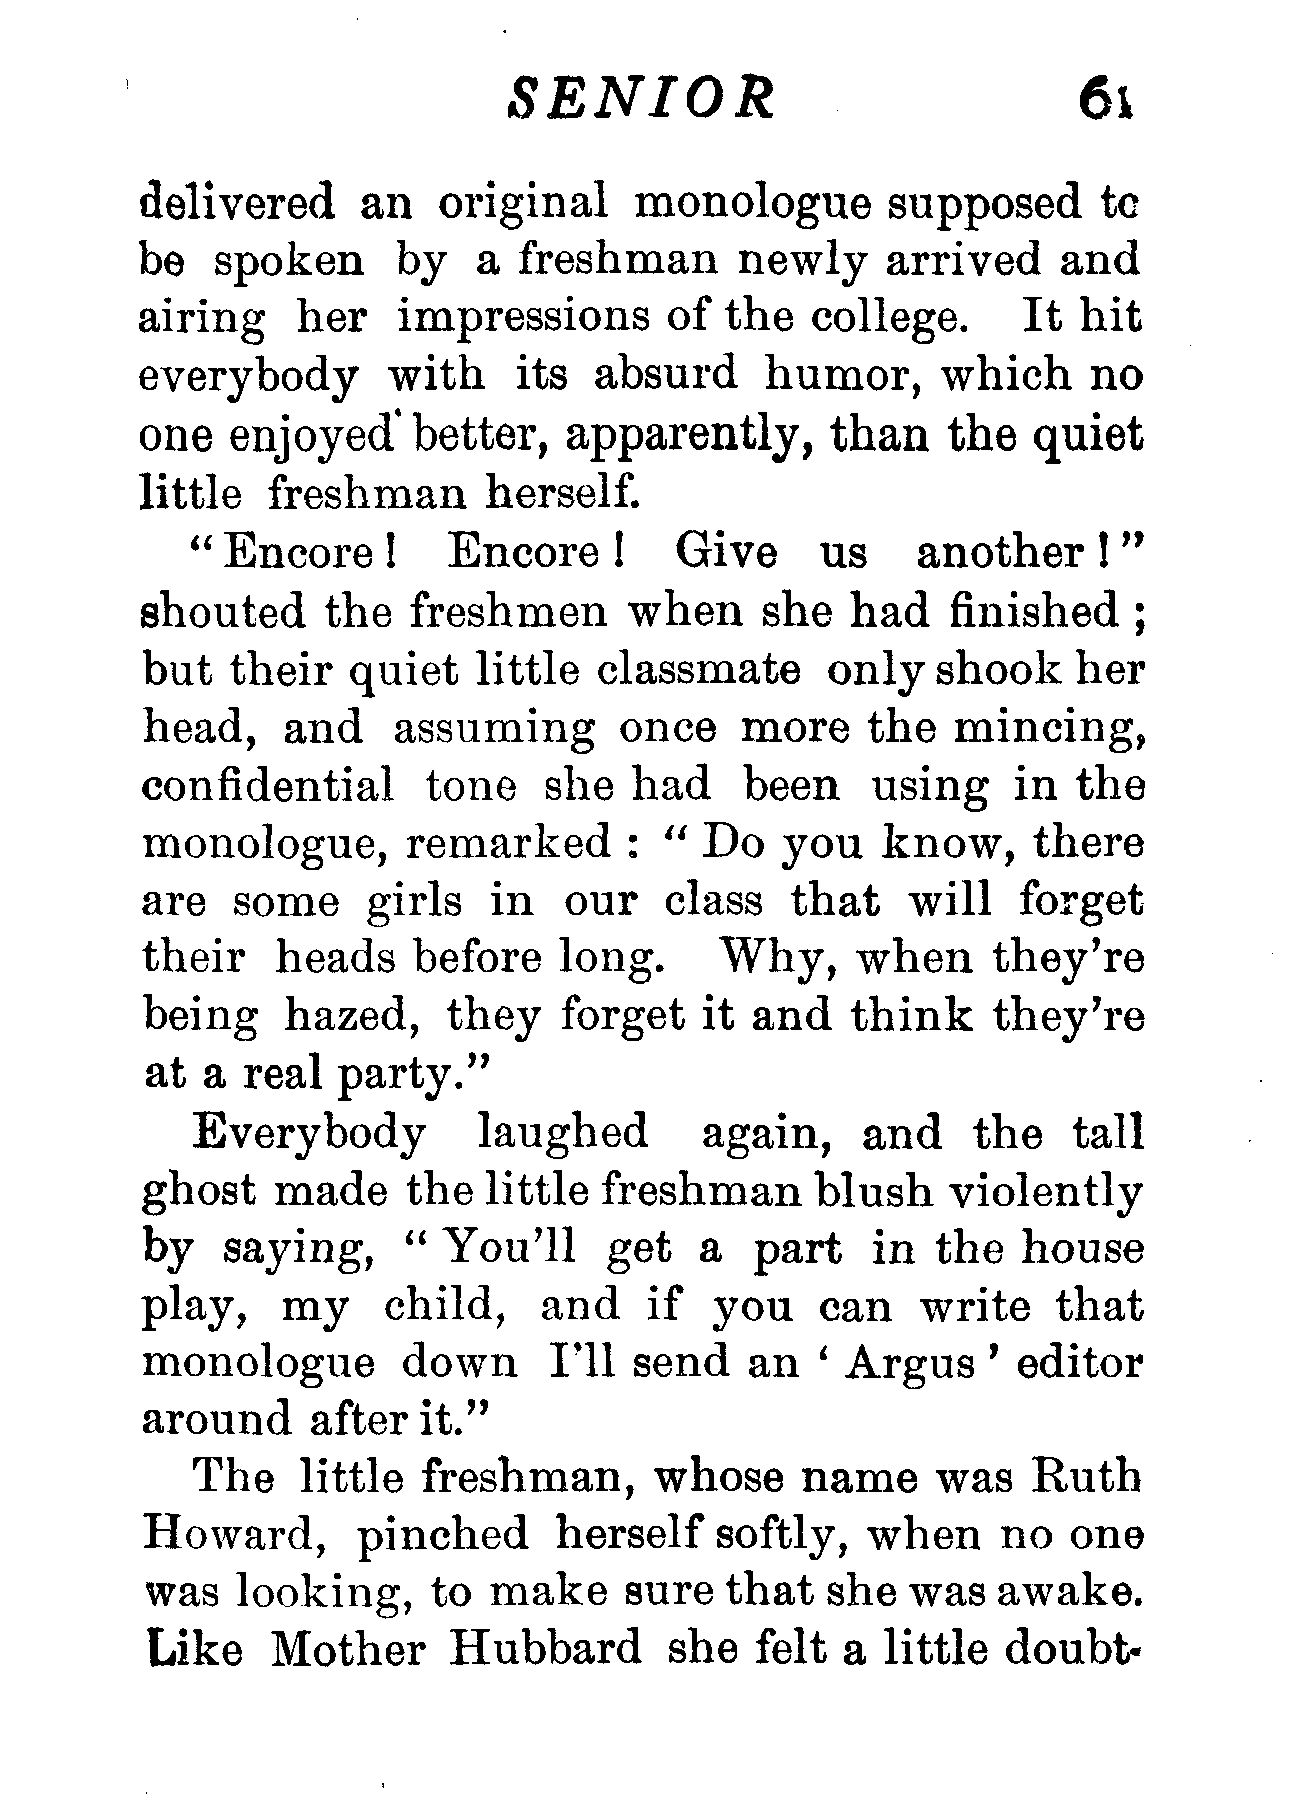 SENIOR 61
delivered an original monologue supposed to
be spoken by a freshman newly arrived and
airing her impressions of the college. It hit
everybody with its absurd humor, which no
one enjoyed better, apparently, than the quiet
little freshman herself.
“ Encore ! Encore ! Give us another ! ”
shouted the freshmen when she had finished ;
but their quiet little classmate only shook her
head, and assuming once more the mincing,
confidential tone she had been using in the
monologue, remarked : “ Do you know, there
are some girls in our class that will forget
their heads before long. Why, when they’re
being hazed, they forget it and think they’re
at a real party.”
Everybody laughed again, and the tall
ghost made the little freshman blush violently
by saying, “ You’ll get a part in the house
play, my child, and if you can write that
monologue down I’ll send an ‘ Argus ’ editor
around after it.”
The little freshman, whose name was Ruth
Howard, pinched herself softly, when no one
was looking, to make sure that she was awake.
Like Mother Hubbard she felt a little doubt-